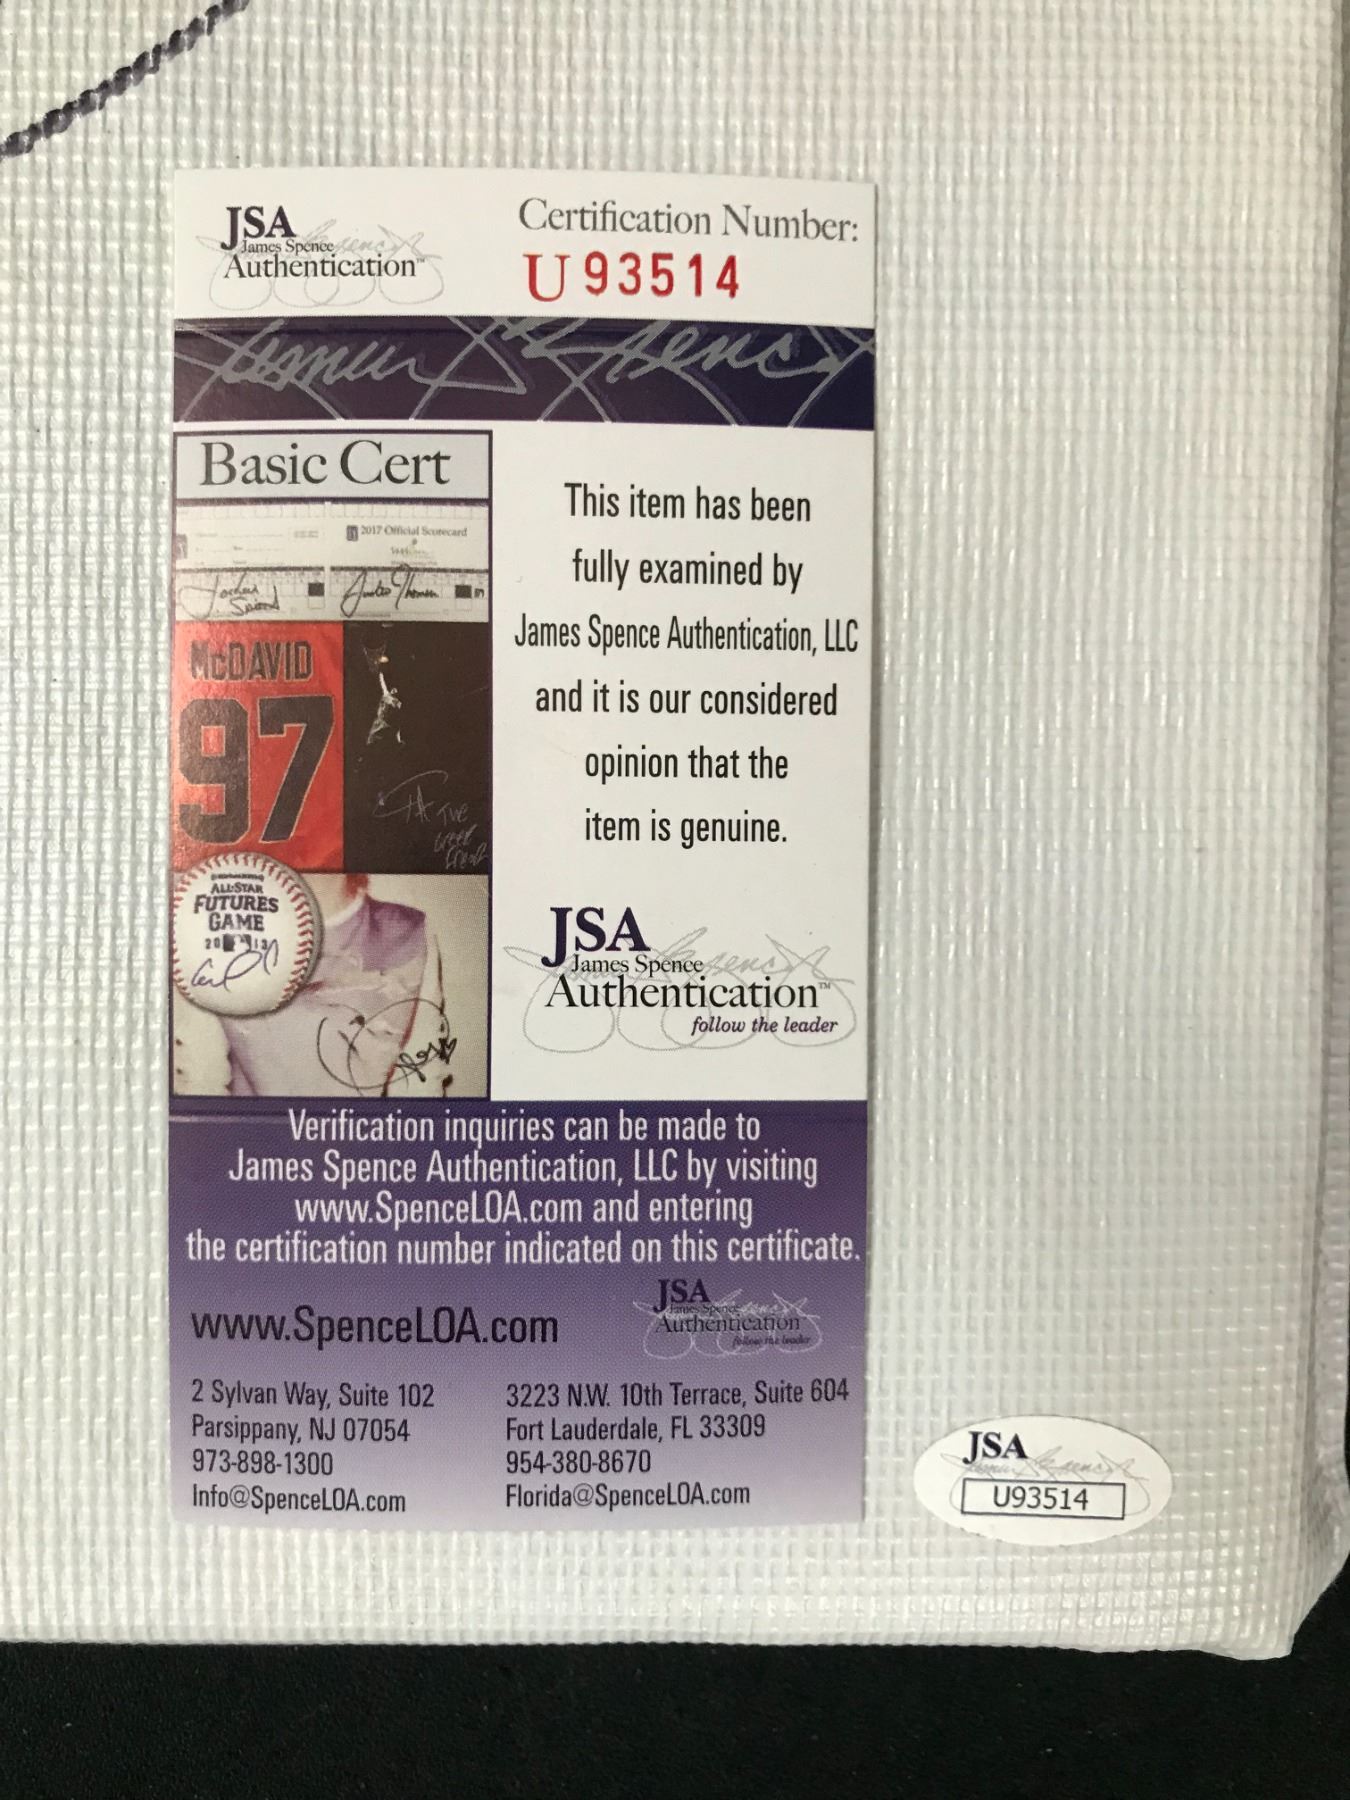 JSA
James Spence
Authentication™
Certification Number:
U 93514
Basic Cert
2017 Official Scorecard
McDAVID
97
ALL★STAR
FUTURES
GAME
2013
This item has been
fully examined by
James Spence Authentication, LLC
and it is our considered
opinion that the
item is genuine.
JSA
James Spence
Authentication™
follow the leader
Verification inquiries can be made to
James Spence Authentication, LLC by visiting
www.SpenceLOA.com and entering
the certification number indicated on this certificate.
www.SpenceLOA.com
JSA
James Spence
Authentication
follow the leader
2 Sylvan Way, Suite 102
Parsippany, NJ 07054
973-898-1300
Info@SpenceLOA.com
3223 N.W. 10th Terrace, Suite 604
Fort Lauderdale, FL 33309
954-380-8670
Florida@SpenceLOA.com
JSA
U93514